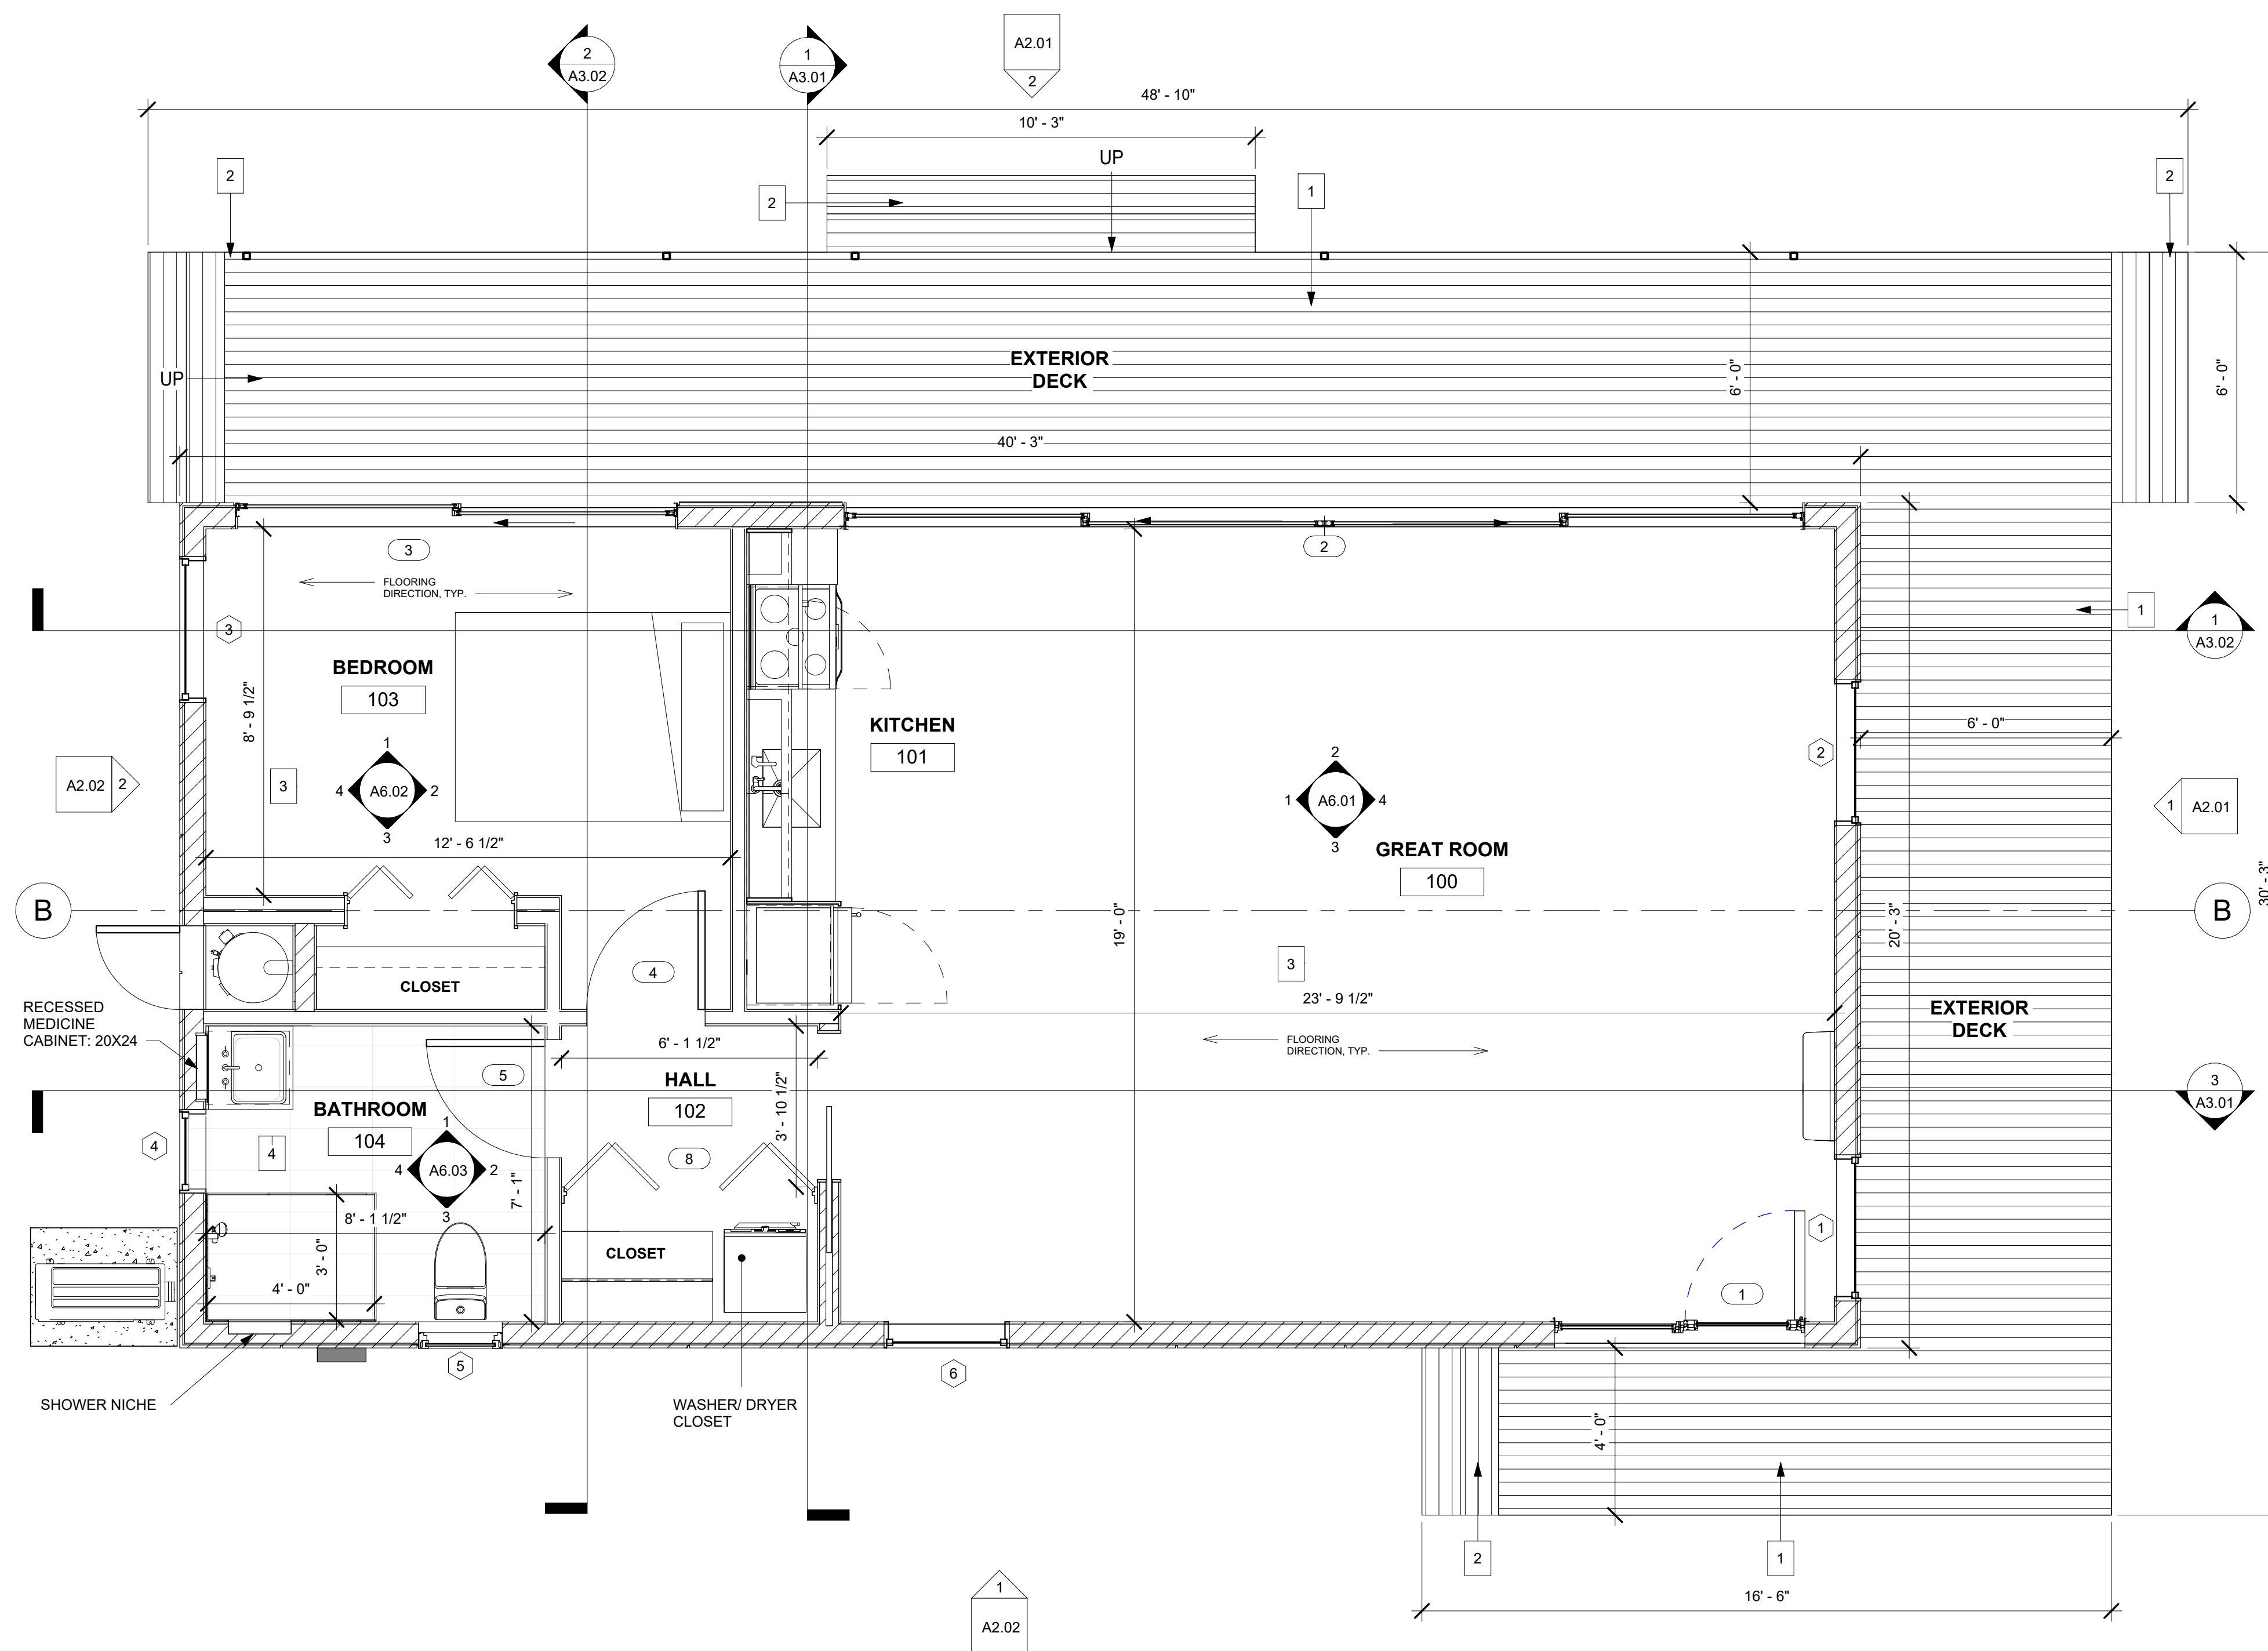 A2.01
2
2
A3.02
1
A3.01
48' - 10"
10' - 3"
UP
2
2
1
2
EXTERIOR
DECK
UP
6' - 0"
6' - 0"
40' - 3"
3
2
FLOORING
DIRECTION, TYP.
3
1
1
A3.02
BEDROOM
103
8' - 9 1/2"
KITCHEN
101
6' - 0"
2
A2.02
2
3
1
4
A6.02
2
3
2
1
A6.01
4
3
1
A2.01
12' - 6 1/2"
GREAT ROOM
100
B
B
30' - 3"
19' - 0"
20' - 3"
4
3
CLOSET
23' - 9 1/2"
RECESSED
MEDICINE
CABINET: 20X24
EXTERIOR
DECK
FLOORING
DIRECTION, TYP.
6' - 1 1/2"
5
HALL
102
3' - 10 1/2"
3
A3.01
BATHROOM
104
4
4
1
4
A6.03
2
3
8
7' - 1"
8' - 1 1/2"
3' - 0"
4' - 0"
CLOSET
1
1
5
6
SHOWER NICHE
WASHER/ DRYER
CLOSET
4' - 0"
2
1
16' - 6"
1
A2.02